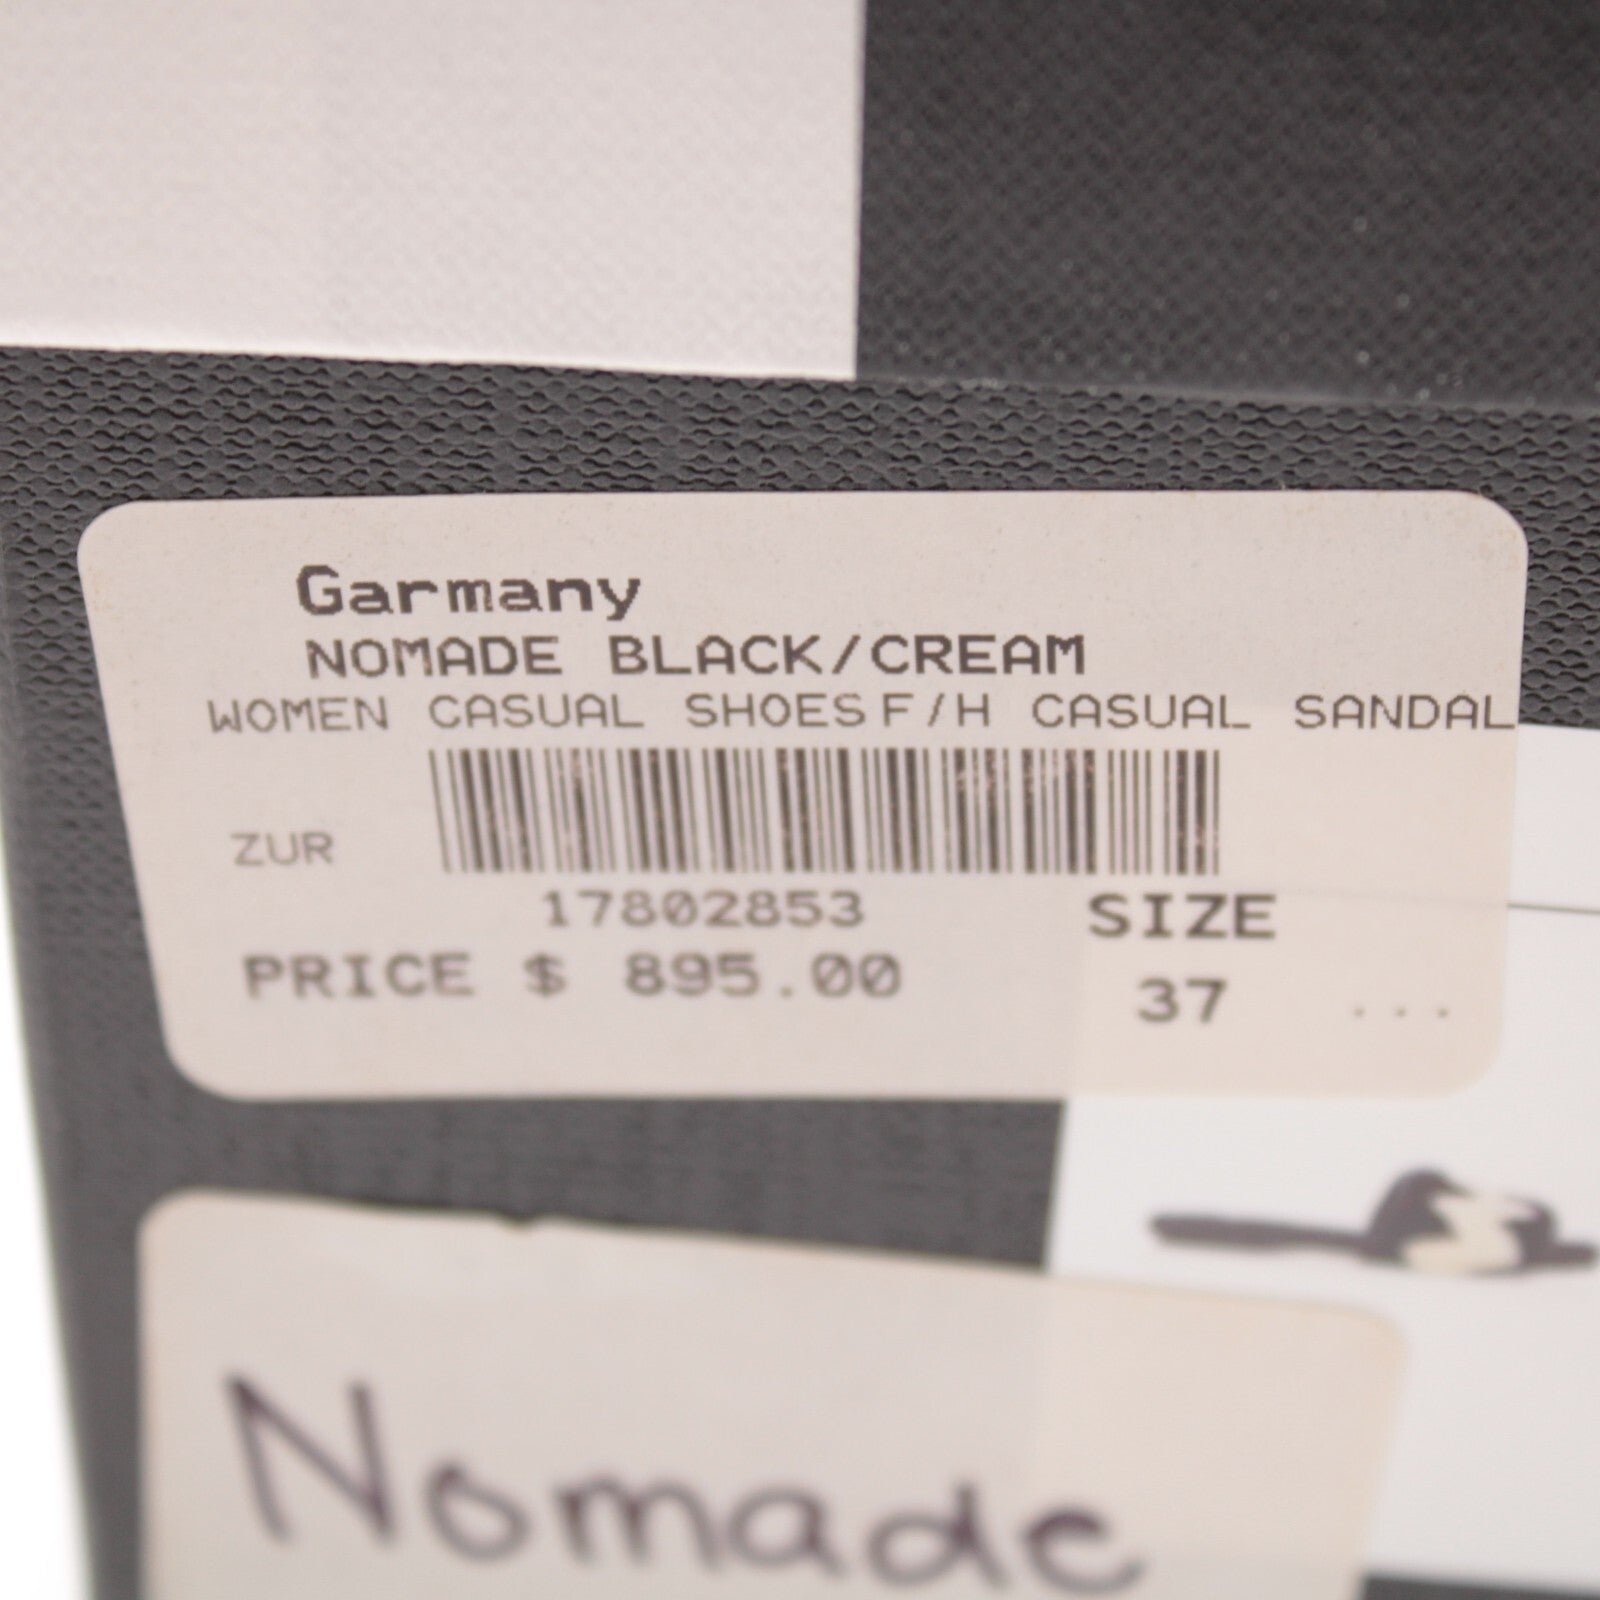 Garmany
NOMADE BLACK/CREAM
WOMEN CASUAL SHOES F/H CASUAL SANDAL
ZUR
17802853 SIZE
PRICE $ 895.00 37 ...
Nomade